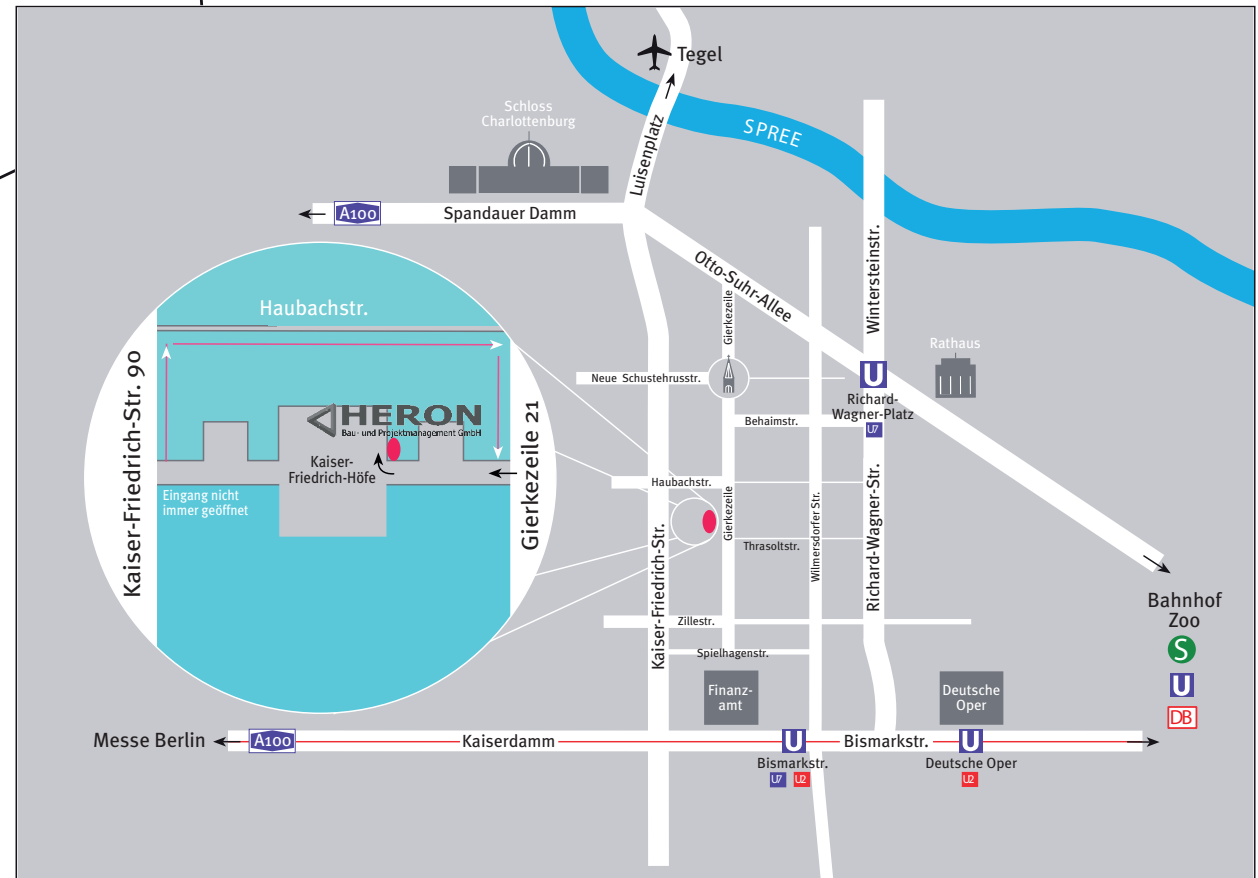 Tegel
Schloss
Charlottenburg
SPREE
Luisenplatz
A100
Spandauer Damm
Otto-Suhr-Allee
Wintersteinstr.
Gierkezeile
Haubachstr.
Kaiser-Friedrich-Str. 90
HERON
Bau- und Projektmanagement GmbH
Kaiser-
Friedrich-Höfe
Eingang nicht
immer geöffnet
Gierkezeile 21
Neue Schustehrusstr.
U
Richard-
Wagner-Platz
U7
Rathaus
Behaimstr.
Haubachstr.
Gierkezeile
Wilmersdorfer Str.
Richard-Wagner-Str.
Kaiser-Friedrich-Str.
Thrasoltstr.
Zillestr.
Spielhagenstr.
Bahnhof
Zoo
S
U
DB
Finanz-
amt
Deutsche
Oper
Messe Berlin
A100
Kaiserdamm
U
Bismarkstr.
U7 U2
Bismarkstr.
U
Deutsche Oper
U2